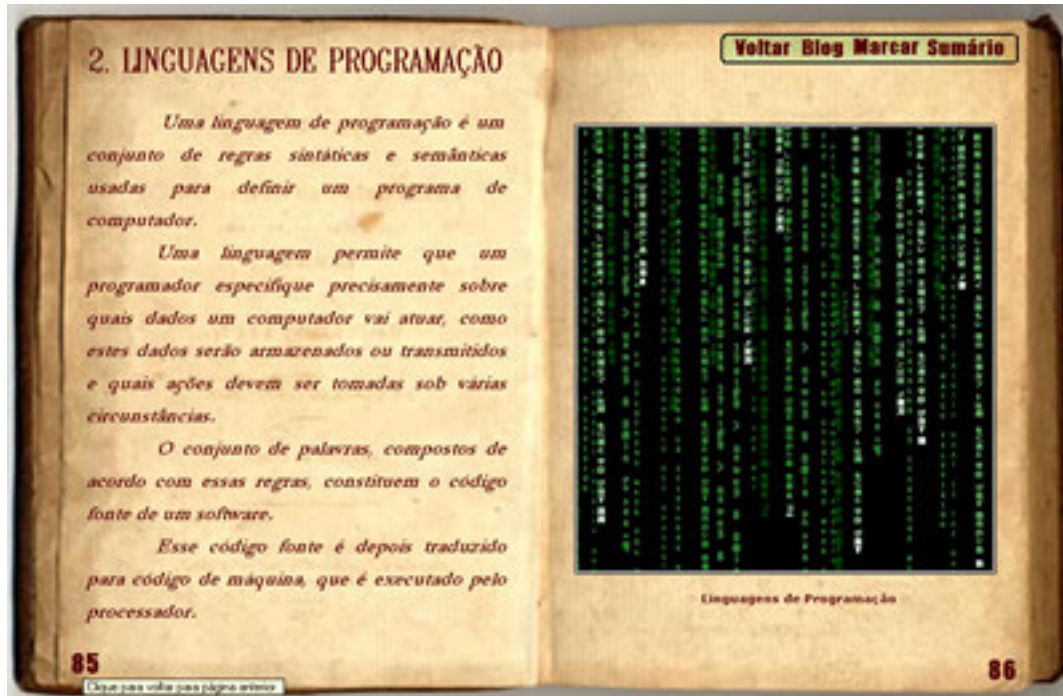 2. LINGUAGENS DE PROGRAMAÇÃO
Uma linguagem de programação é um
conjunto de regras sintáticas e semânticas
usadas para definir um programa de
computador.
Uma linguagem permite que um
programador especifique precisamente sobre
quais dados um computador vai atuar, como
estes dados serão armazenados ou transmitidos
e quais ações devem ser tomadas sob várias
circunstâncias.
O conjunto de palavras, compostos de
acordo com essas regras, constituem o código
fonte de um software.
Esse código fonte é depois traduzido
para código de máquina, que é executado pelo
processador.
85
Clique para voltar para página anterior
Voltar Blog Marcar Sumário
Linguagens de Programação
86